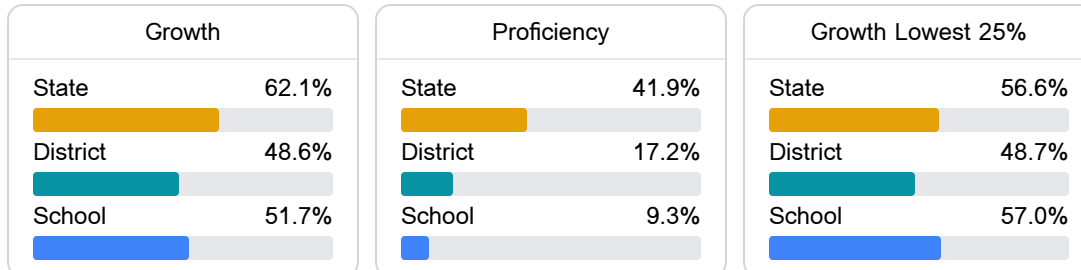 Growth
State 62.1%
District 48.6%
School 51.7%
Proficiency
State 41.9%
District 17.2%
School 9.3%
Growth Lowest 25%
State 56.6%
District 48.7%
School 57.0%